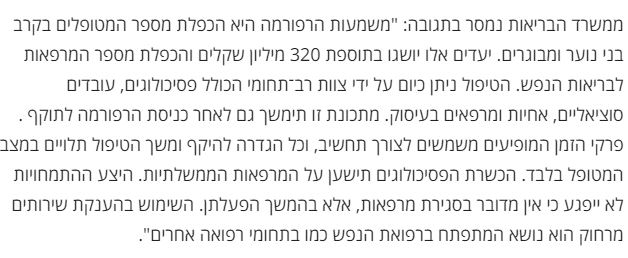 ממשרד הבריאות נמסר בתגובה: "משמעות הרפורמה היא הכפלת מספר המטופלים בקרב
בני נוער ומבוגרים. יעדים אלו יושגו בתוספת 320 מיליון שקלים והכפלת מספר המרפאות
לבריאות הנפש. הטיפול ניתן כיום על ידי צוות רב־תחומי הכולל פסיכולוגים, עובדים
סוציאליים, אחיות ומרפאים בעיסוק. מתכונת זו תימשך גם לאחר כניסת הרפורמה לתוקף .
פרקי הזמן המופיעים משמשים לצורך תחשיב, וכל הגדרה להיקף ומשך הטיפול תלויים במצב
המטופל בלבד. הכשרת הפסיכולוגים תישען על המרפאות הממשלתיות. היצע ההתמחויות
לא ייפגע כי אין מדובר בסגירת מרפאות, אלא בהמשך הפעלתן. השימוש בהענקת שירותים
מרחוק הוא נושא המתפתח ברפואת הנפש כמו בתחומי רפואה אחרים".